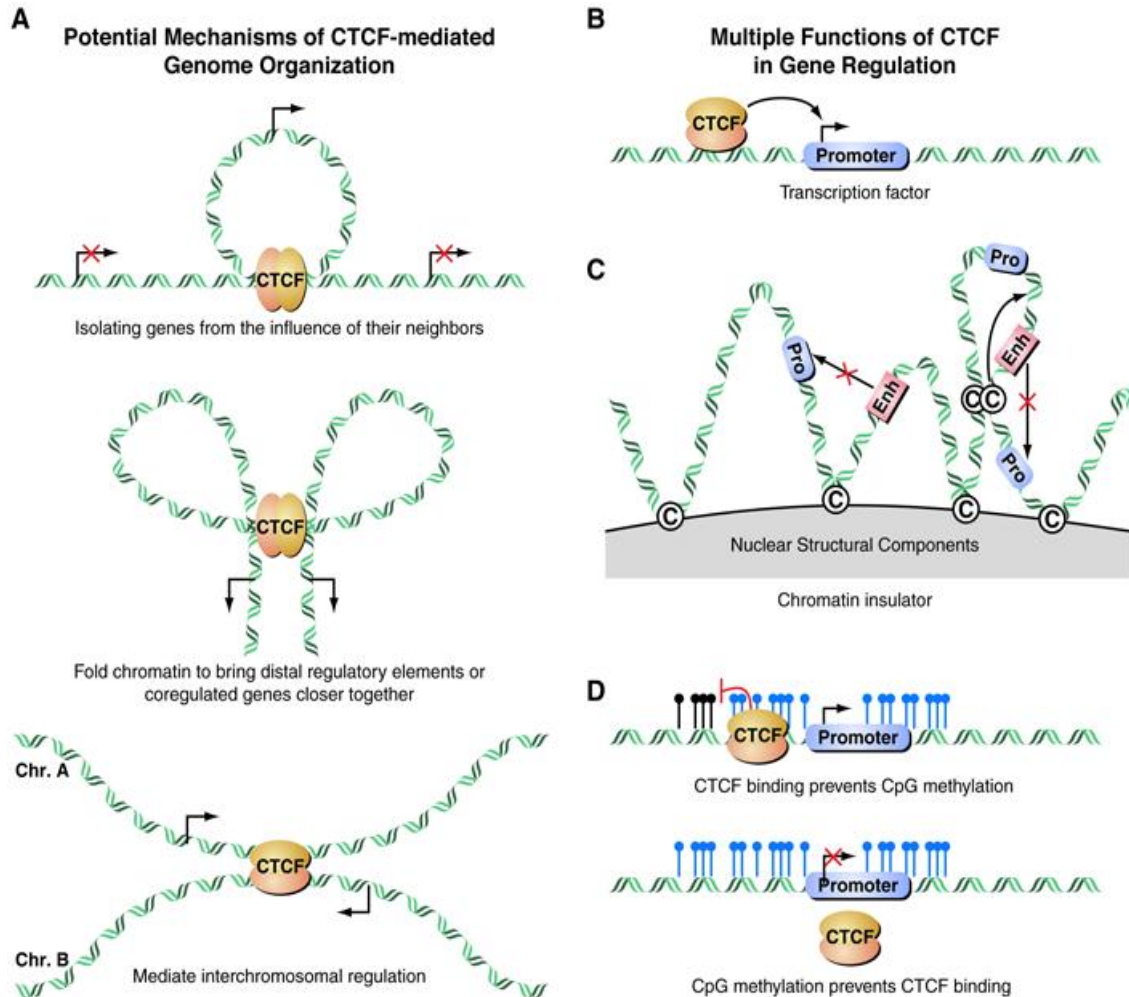 A
Potential Mechanisms of CTCF-mediated
Genome Organization
CTCF
Isolating genes from the influence of their neighbors
CTCF
Fold chromatin to bring distal regulatory elements or
coregulated genes closer together
Chr. A
CTCF
Chr. B
Mediate interchromosomal regulation
B
Multiple Functions of CTCF
in Gene Regulation
CTCF
Promoter
Transcription factor
C
Pro
Pro
Enh
Enh
C C
Pro
C
C
C
C
Nuclear Structural Components
Chromatin insulator
D
CTCF
Promoter
CTCF binding prevents CpG methylation
Promoter
CTCF
CpG methylation prevents CTCF binding